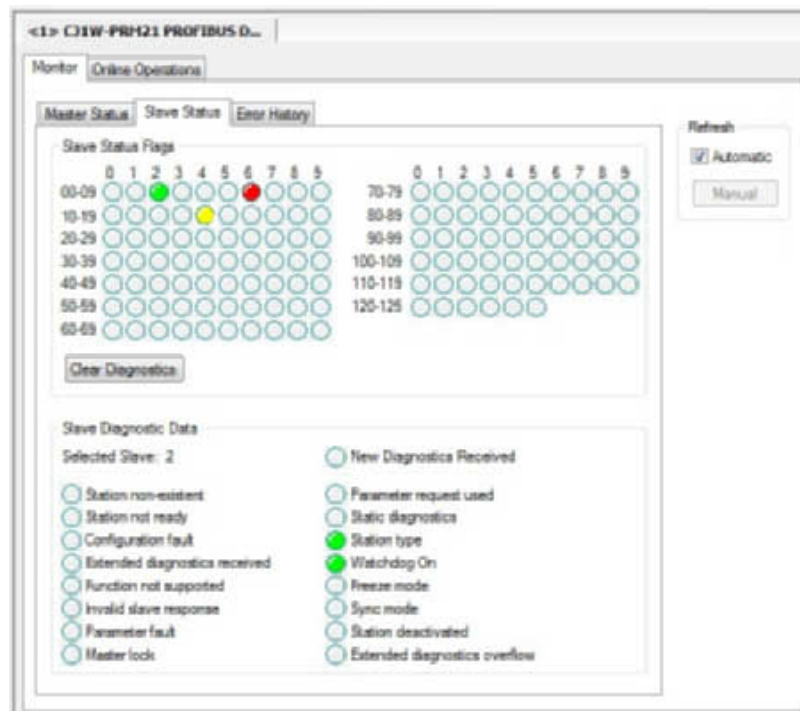 <1> CJ1W-PRM21 PROFIBUS D...
Monitor Online Operations
Master Status Slave Status Error History
Refresh
Automatic
Manual
Slave Status Flags
0 1 2 3 4 5 6 7 8 9
00-09
10-19
20-29
30-39
40-49
50-59
60-69
0 1 2 3 4 5 6 7 8 9
70-79
80-89
90-99
100-109
110-119
120-125
Clear Diagnostics
Slave Diagnostic Data
Selected Slave: 2
New Diagnostics Received
Station non-existent
Station not ready
Configuration fault
Extended diagnostics received
Function not supported
Invalid slave response
Parameter fault
Master lock
Parameter request used
Static diagnostics
Station type
Watchdog On
Freeze mode
Sync mode
Station deactivated
Extended diagnostics overflow